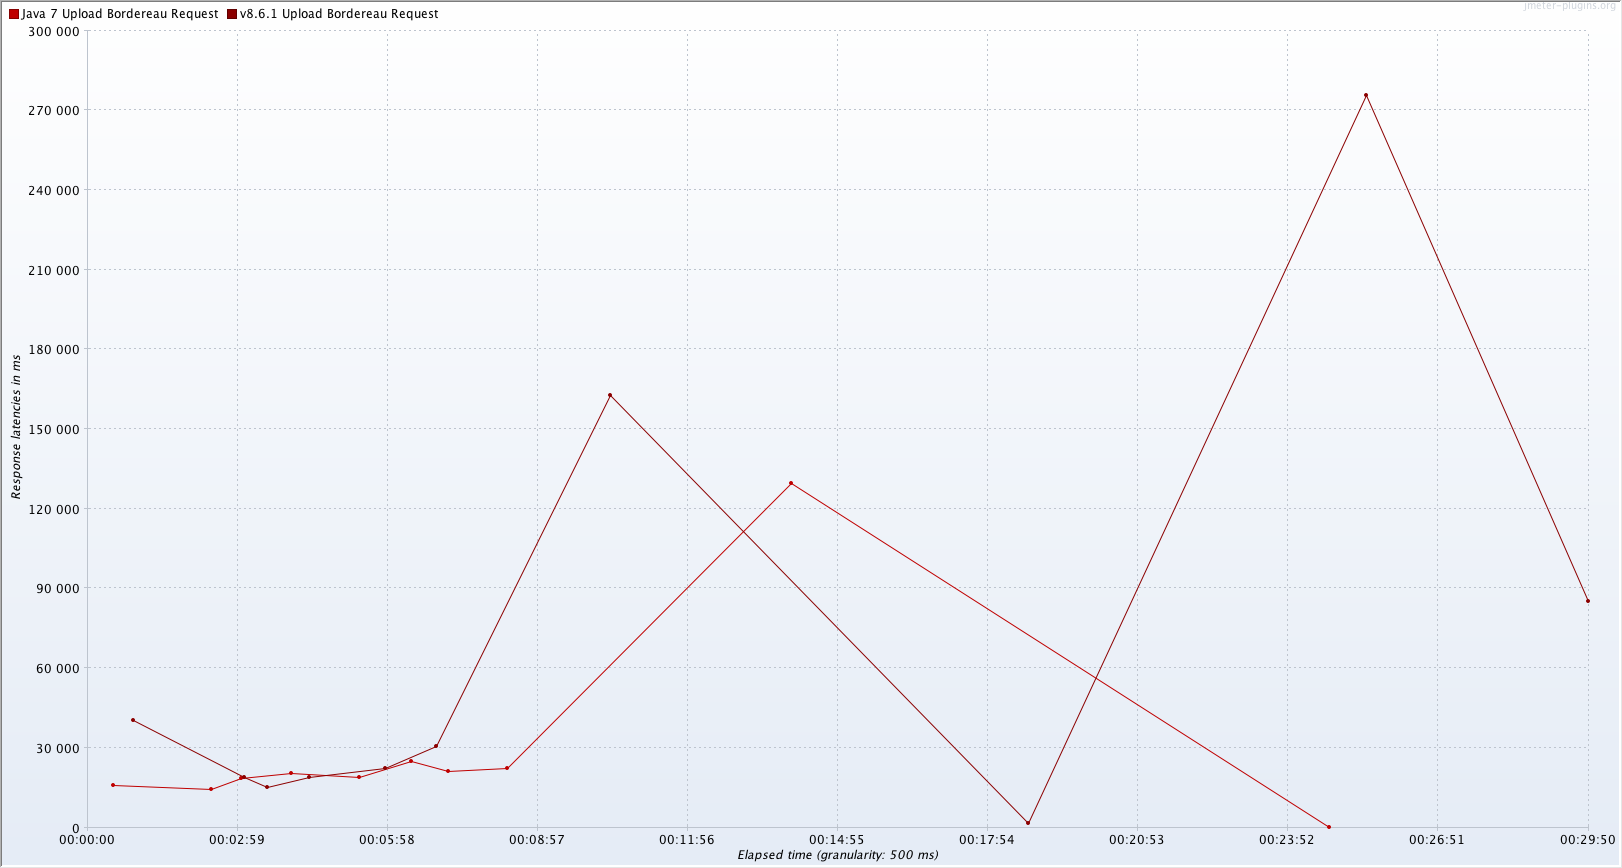 jmeter-plugins.org
Java 7 Upload Bordereau Request v8.6.1 Upload Bordereau Request
300 000
270 000
240 000
210 000
180 000
150 000
120 000
90 000
60 000
30 000
0
Response latencies in ms
00:00:00 00:02:59 00:05:58 00:08:57 00:11:56 00:14:55 00:17:54 00:20:53 00:23:52 00:26:51 00:29:50
Elapsed time (granularity: 500 ms)